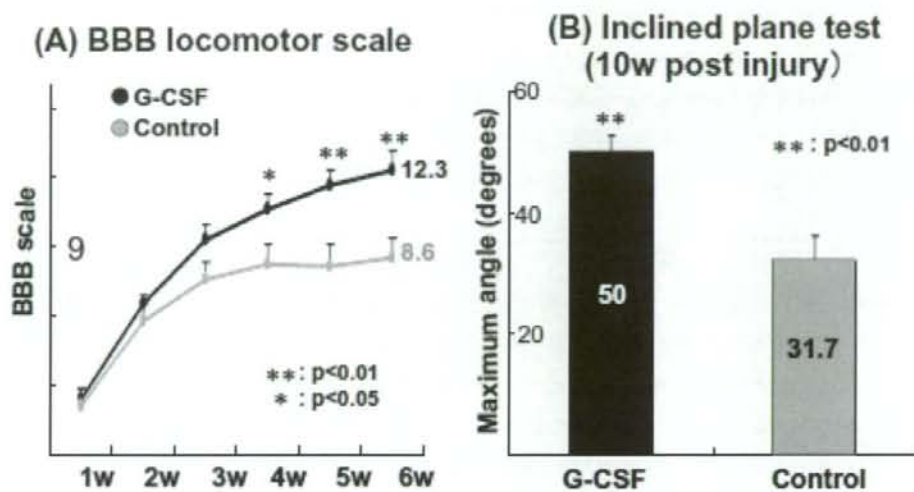 (A) BBB locomotor scale
G-CSF
Control
BBB scale
9
*
**
**
12.3
8.6
**: p<0.01
*: p<0.05
1w 2w 3w 4w 5w 6w
(B) Inclined plane test
(10w post injury)
Maximum angle (degrees)
60
40
20
**
**: p<0.01
50
31.7
G-CSF Control